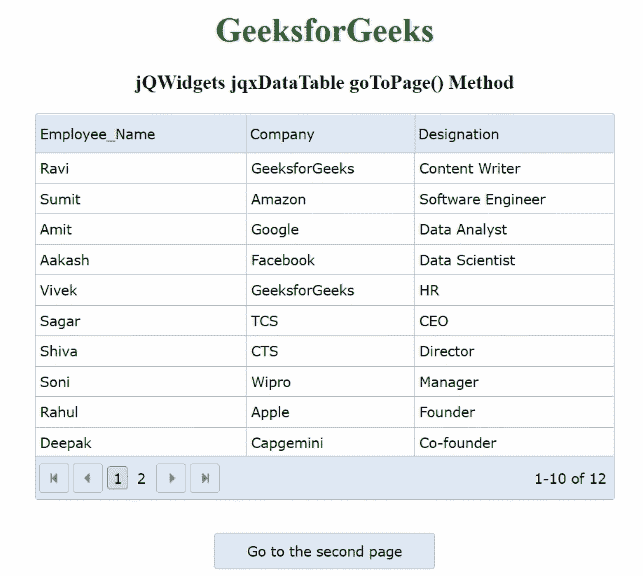 GeeksforGeeks
jQWidgets jqxDataTable goToPage() Method
Employee_Name Company Designation
Ravi GeeksforGeeks Content Writer
Sumit Amazon Software Engineer
Amit Google Data Analyst
Aakash Facebook Data Scientist
Vivek GeeksforGeeks HR
Sagar TCS CEO
Shiva CTS Director
Soni Wipro Manager
Rahul Apple Founder
Deepak Capgemini Co-founder
1 2 1-10 of 12
Go to the second page